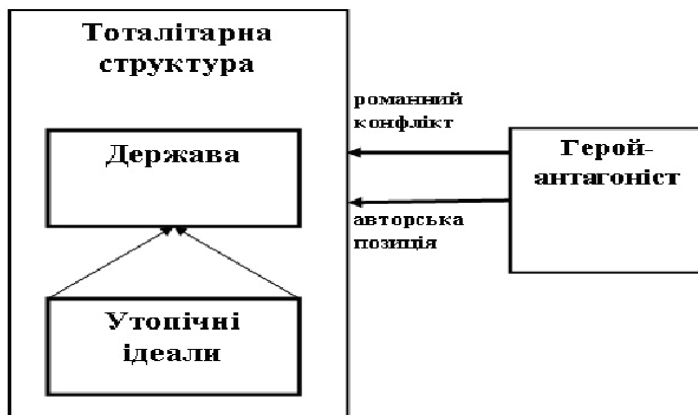 Тоталітарна
структура
Держава
Утопічні
ідеали
романний
конфлікт
авторська
позиція
Герой-
антагоніст